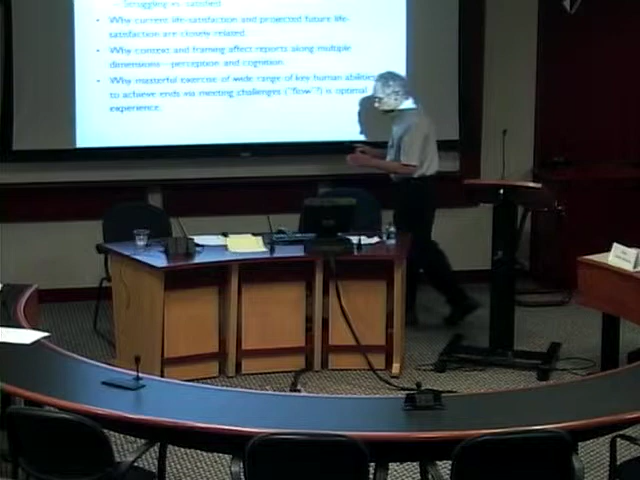 Struggling vs. satisfied
• Why current life-satisfaction and projected future life-
satisfaction are closely related
• Why context and framing affect reports along multiple
dimensions—perception and cognition
• Why masterful exercise of wide range of key human abilities
to achieve ends via meeting challenges ("flow"?) is optimal
experience.